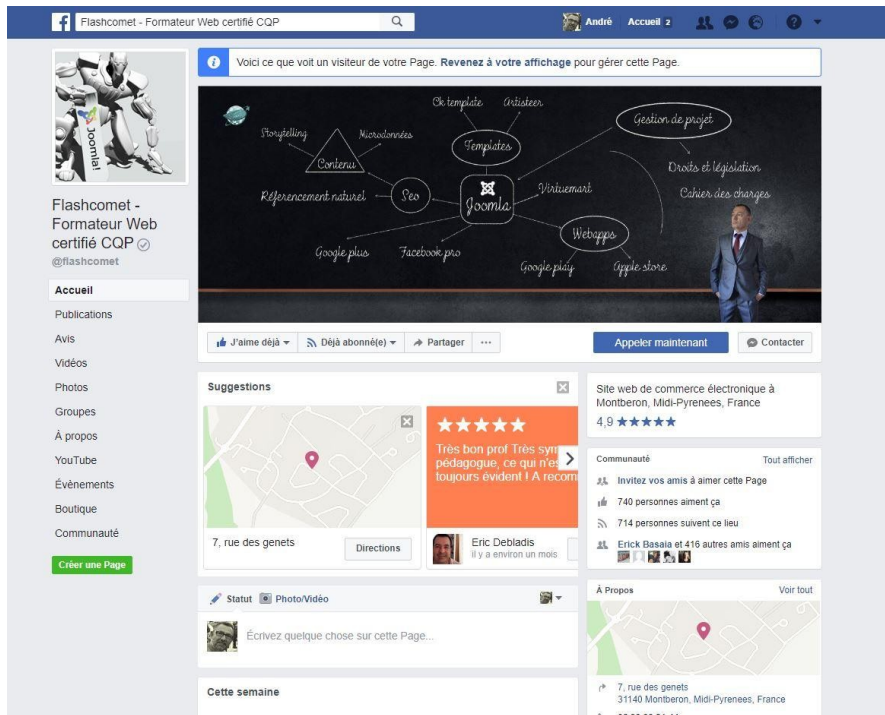 Flashcomet - Formateur Web certifié CQP
André
Accueil 2
Voici ce que voit un visiteur de votre Page. Revenez à votre affichage pour gérer cette Page.
Joomla!
Ck template
Artisteer
Storytelling
Microdonnées
Contenu
Templates
Gestion de projet
Droits et législation
Cahier des charges
Réferencement naturel
Seo
Joomla
Virtuemart
Webapps
Google plus
Facebook pro
Google play
Apple store
Flashcomet -
Formateur Web
certifié CQP
@flashcomet
Accueil
Publications
Avis
Vidéos
Photos
Groupes
À propos
YouTube
Évènements
Boutique
Communauté
Créer une Page
J'aime déjà
Déjà abonné(e)
Partager
Appeler maintenant
Contacter
Suggestions
7, rue des genets
Directions
Très bon prof Très sym
pédagogue, ce qui n'es
toujours évident ! A recom
Eric Debladis
il y a environ un mois
Statut
Photo/Vidéo
Écrivez quelque chose sur cette Page...
Cette semaine
Site web de commerce électronique à
Montberon, Midi-Pyrenees, France
4,9 ★★★★★
Communauté
Tout afficher
Invitez vos amis à aimer cette Page
740 personnes aiment ça
714 personnes suivent ce lieu
Erick Basaia et 416 autres amis aiment ça
À Propos
Voir tout
7, rue des genets
31140 Montberon, Midi-Pyrenees, France